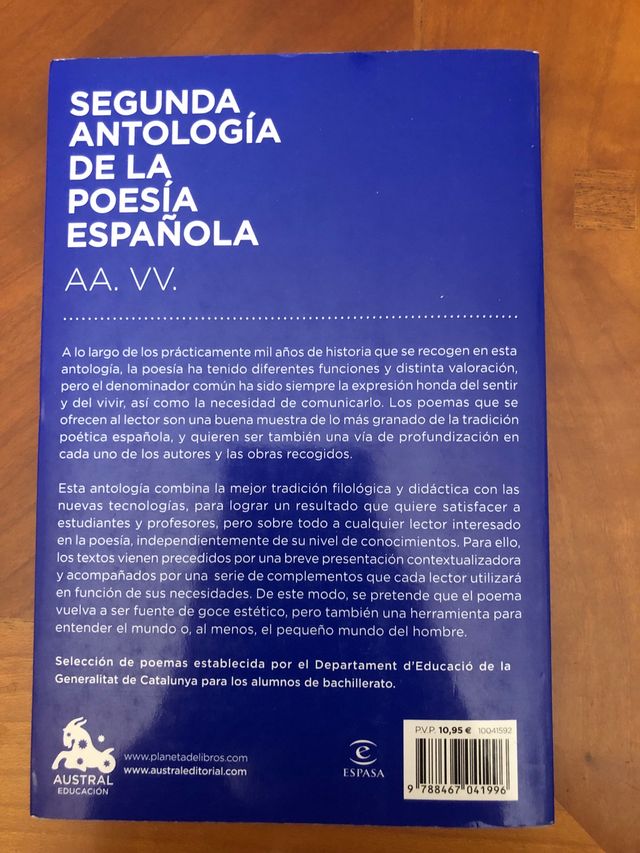 SEGUNDA
ANTOLOGÍA
DE LA
POESÍA
ESPAÑOLA
AA. VV.
A lo largo de los prácticamente mil años de historia que se recogen en esta
antología, la poesía ha tenido diferentes funciones y distinta valoración,
pero el denominador común ha sido siempre la expresión honda del sentir
y del vivir, así como la necesidad de comunicarlo. Los poemas que se
ofrecen al lector son una buena muestra de lo más granado de la tradición
poética española, y quieren ser también una vía de profundización en
cada uno de los autores y las obras recogidos.
Esta antología combina la mejor tradición filológica y didáctica con las
nuevas tecnologías, para lograr un resultado que quiere satisfacer a
estudiantes y profesores, pero sobre todo a cualquier lector interesado
en la poesía, independientemente de su nivel de conocimientos. Para ello,
los textos vienen precedidos por una breve presentación contextualizadora
y acompañados por una serie de complementos que cada lector utilizará
en función de sus necesidades. De este modo, se pretende que el poema
vuelva a ser fuente de goce estético, pero también una herramienta para
entender el mundo o, al menos, el pequeño mundo del hombre.
Selección de poemas establecida por el Departament d'Educació de la
Generalitat de Catalunya para los alumnos de bachillerato.
AUSTRAL
EDUCACIÓN
www.planetadelibros.com
www.australeditorial.com
e
ESPASA
P.V.P. 10,95 € 10041592
9 788467 041996